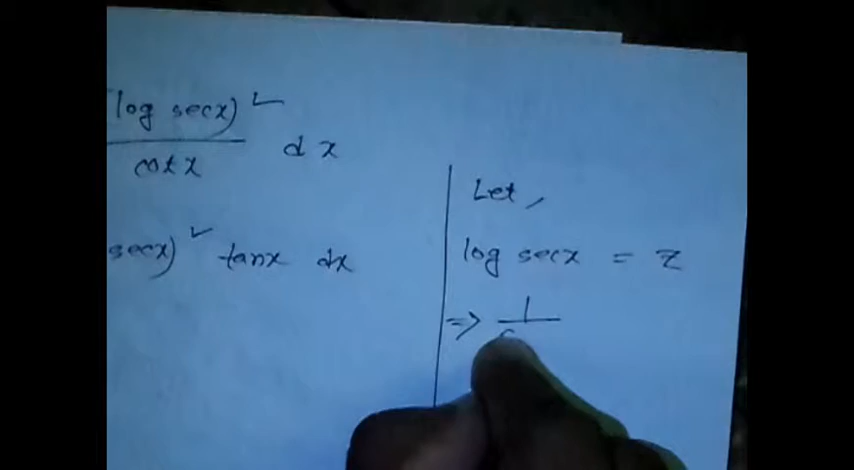 log secx)²
cotx dx
secx)² tanx dx
Let,
log secx = z
=> 1